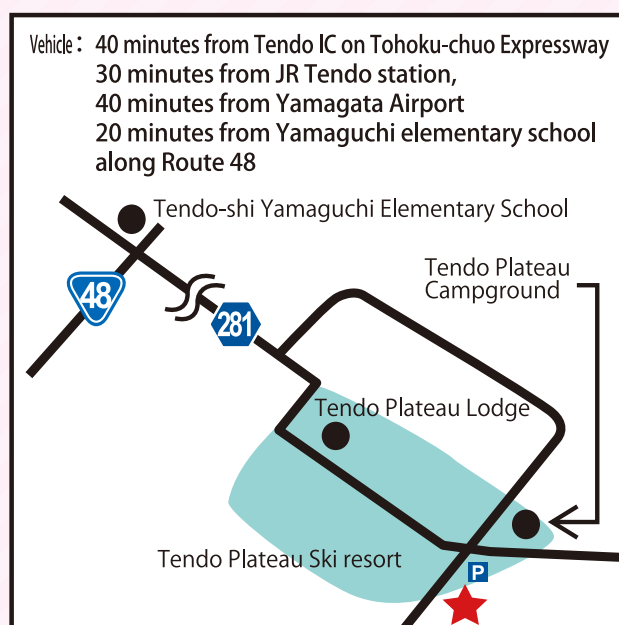 Vehicle： 40 minutes from Tendo IC on Tohoku-chuo Expressway
30 minutes from JR Tendo station,
40 minutes from Yamagata Airport
20 minutes from Yamaguchi elementary school
along Route 48
Tendo-shi Yamaguchi Elementary School
Tendo Plateau
Campground
48
281
Tendo Plateau Lodge
Tendo Plateau Ski resort
P